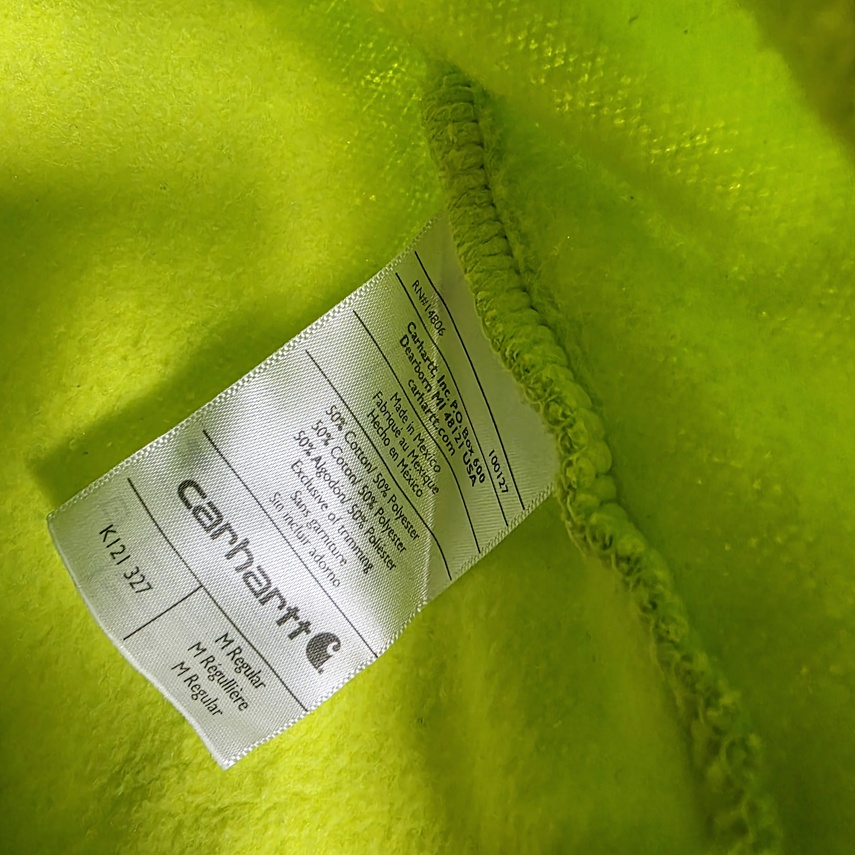 100127
RN#14806
Carhartt, Inc. P.O. Box 600
Dearborn, MI 48121 USA
carhartt.com
Made in Mexico
Fabriqué au Mexique
Hecho en México
50% Cotton/ 50% Polyester
50% Coton/ 50% Polyester
50% Algodon/ 50% Poliester
Exclusive of trimming
Sans garniture
Sin incluir adorno
carhartt
K121 327
M Regular
M Régullière
M Regular